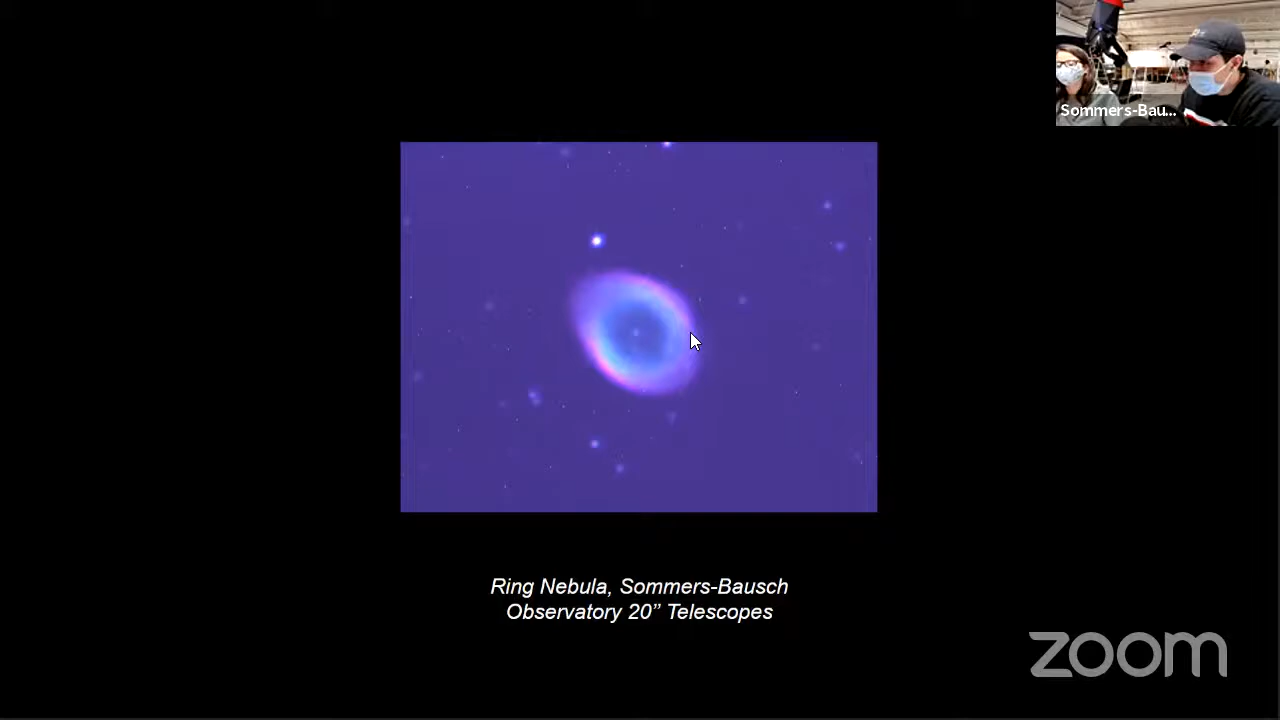 Sommers-Bau...
Ring Nebula, Sommers-Bausch
Observatory 20” Telescopes
zoom